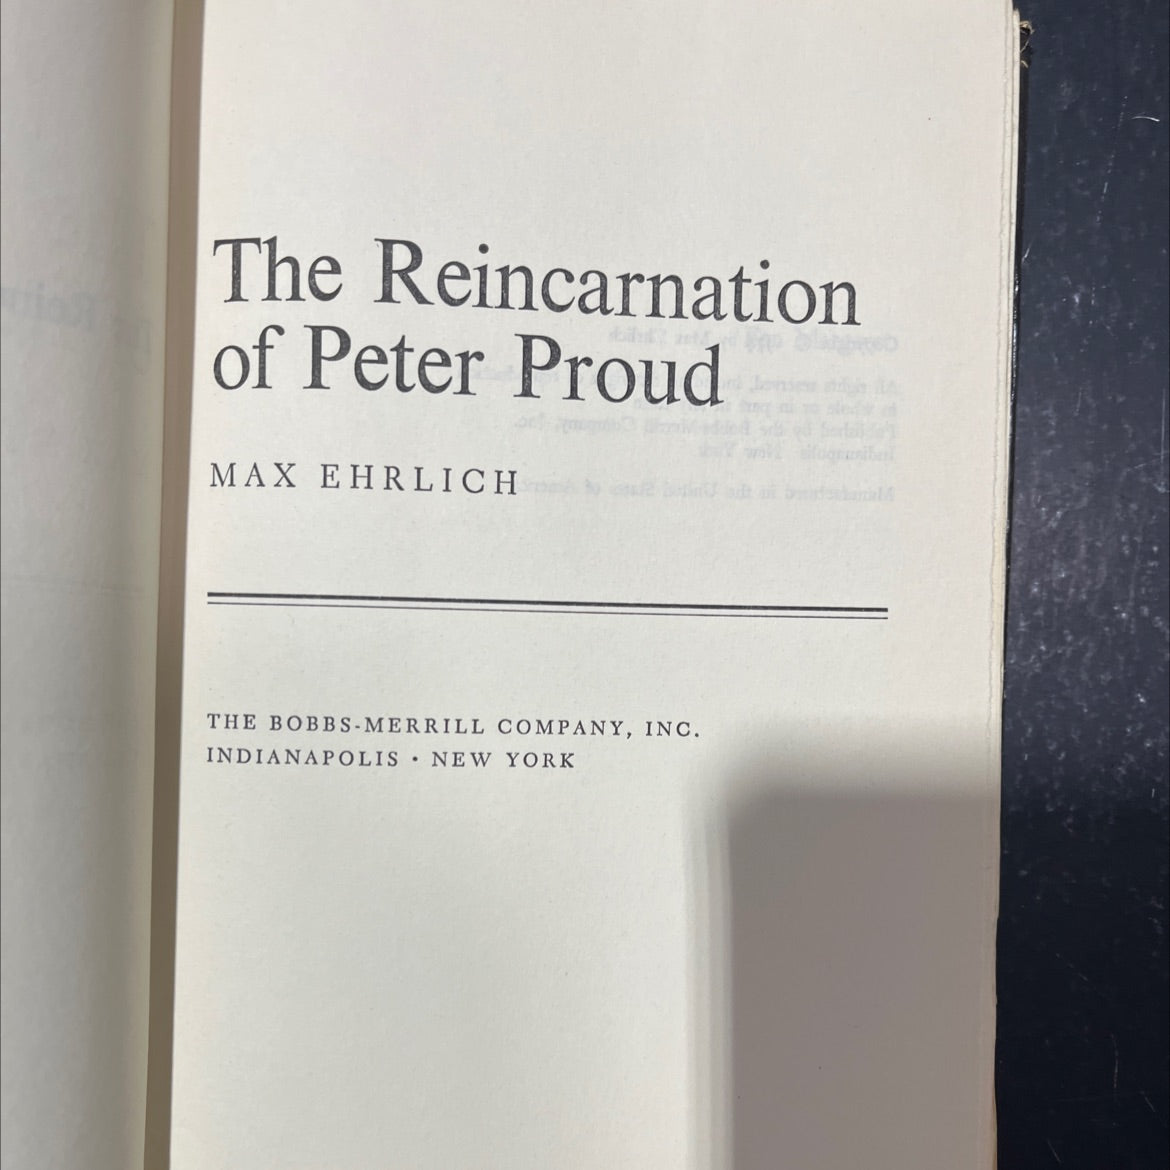 The Reincarnation
of Peter Proud
MAX EHRLICH
THE BOBBS-MERRILL COMPANY, INC.
INDIANAPOLIS • NEW YORK